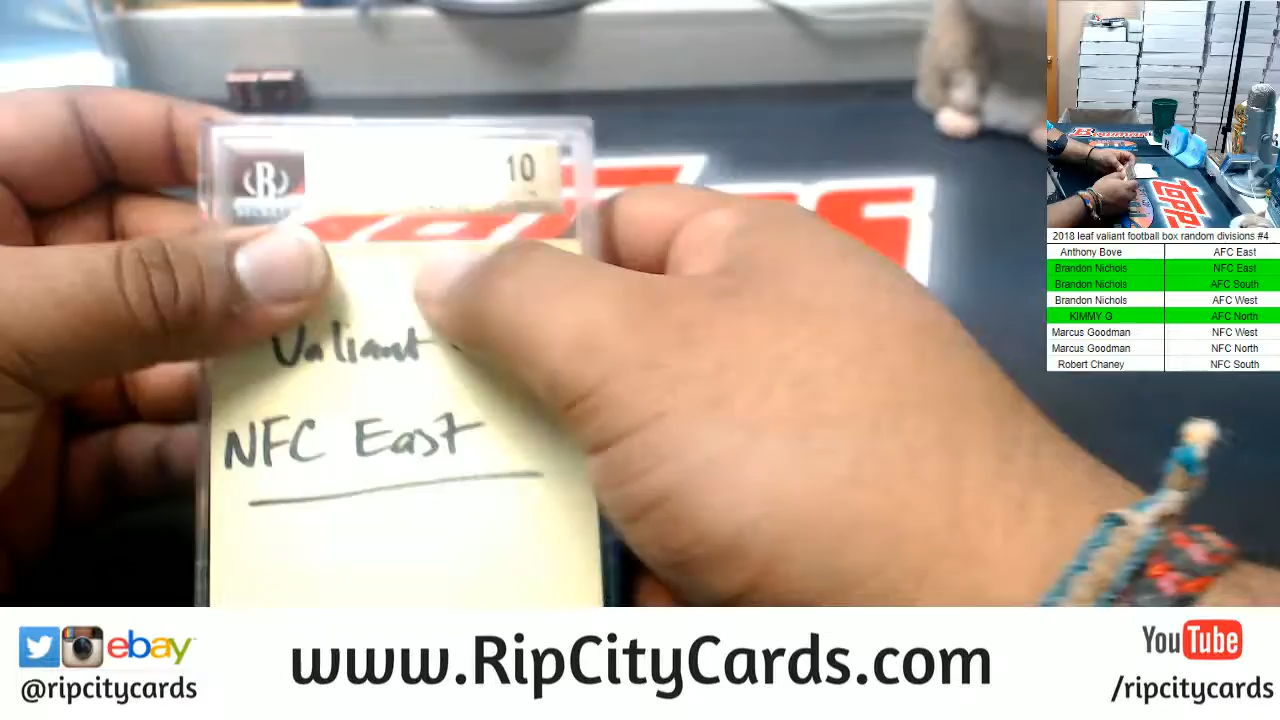 10
Valiant
NFC East
2018 leaf valiant football box random divisions #4
Anthony Bove AFC East
Brandon Nichols NFC East
Brandon Nichols AFC South
Brandon Nichols AFC West
KIMMY G AFC North
Marcus Goodman NFC West
Marcus Goodman NFC North
Robert Chaney NFC South
ebay
@ripcitycards
www.RipCityCards.com
YouTube
/ripcitycards